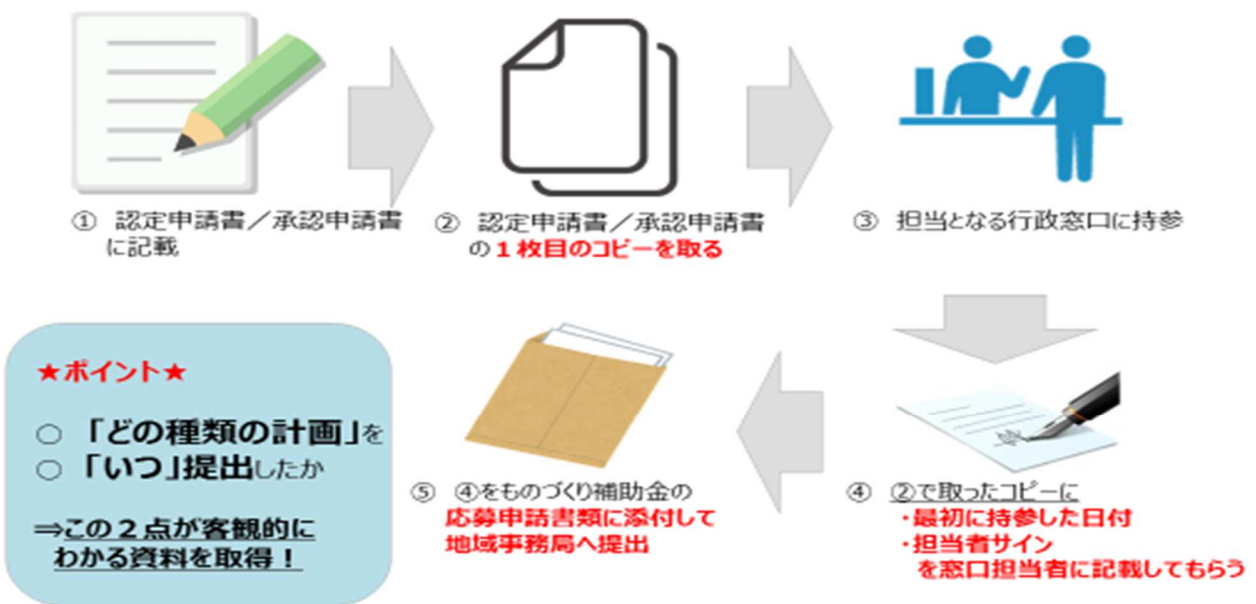 ① 認定申請書／承認申請書
に記載
② 認定申請書／承認申請書
の１枚目のコピーを取る
③ 担当となる行政窓口に持参
④ ②で取ったコピーに
・最初に持参した日付
・担当者サイン
を窓口担当者に記載してもらう
⑤ ④をものづくり補助金の
応募申請書類に添付して
地域事務局へ提出
★ポイント★
○ 「どの種類の計画」を
○ 「いつ」提出したか
⇒この２点が客観的に
わかる資料を取得！